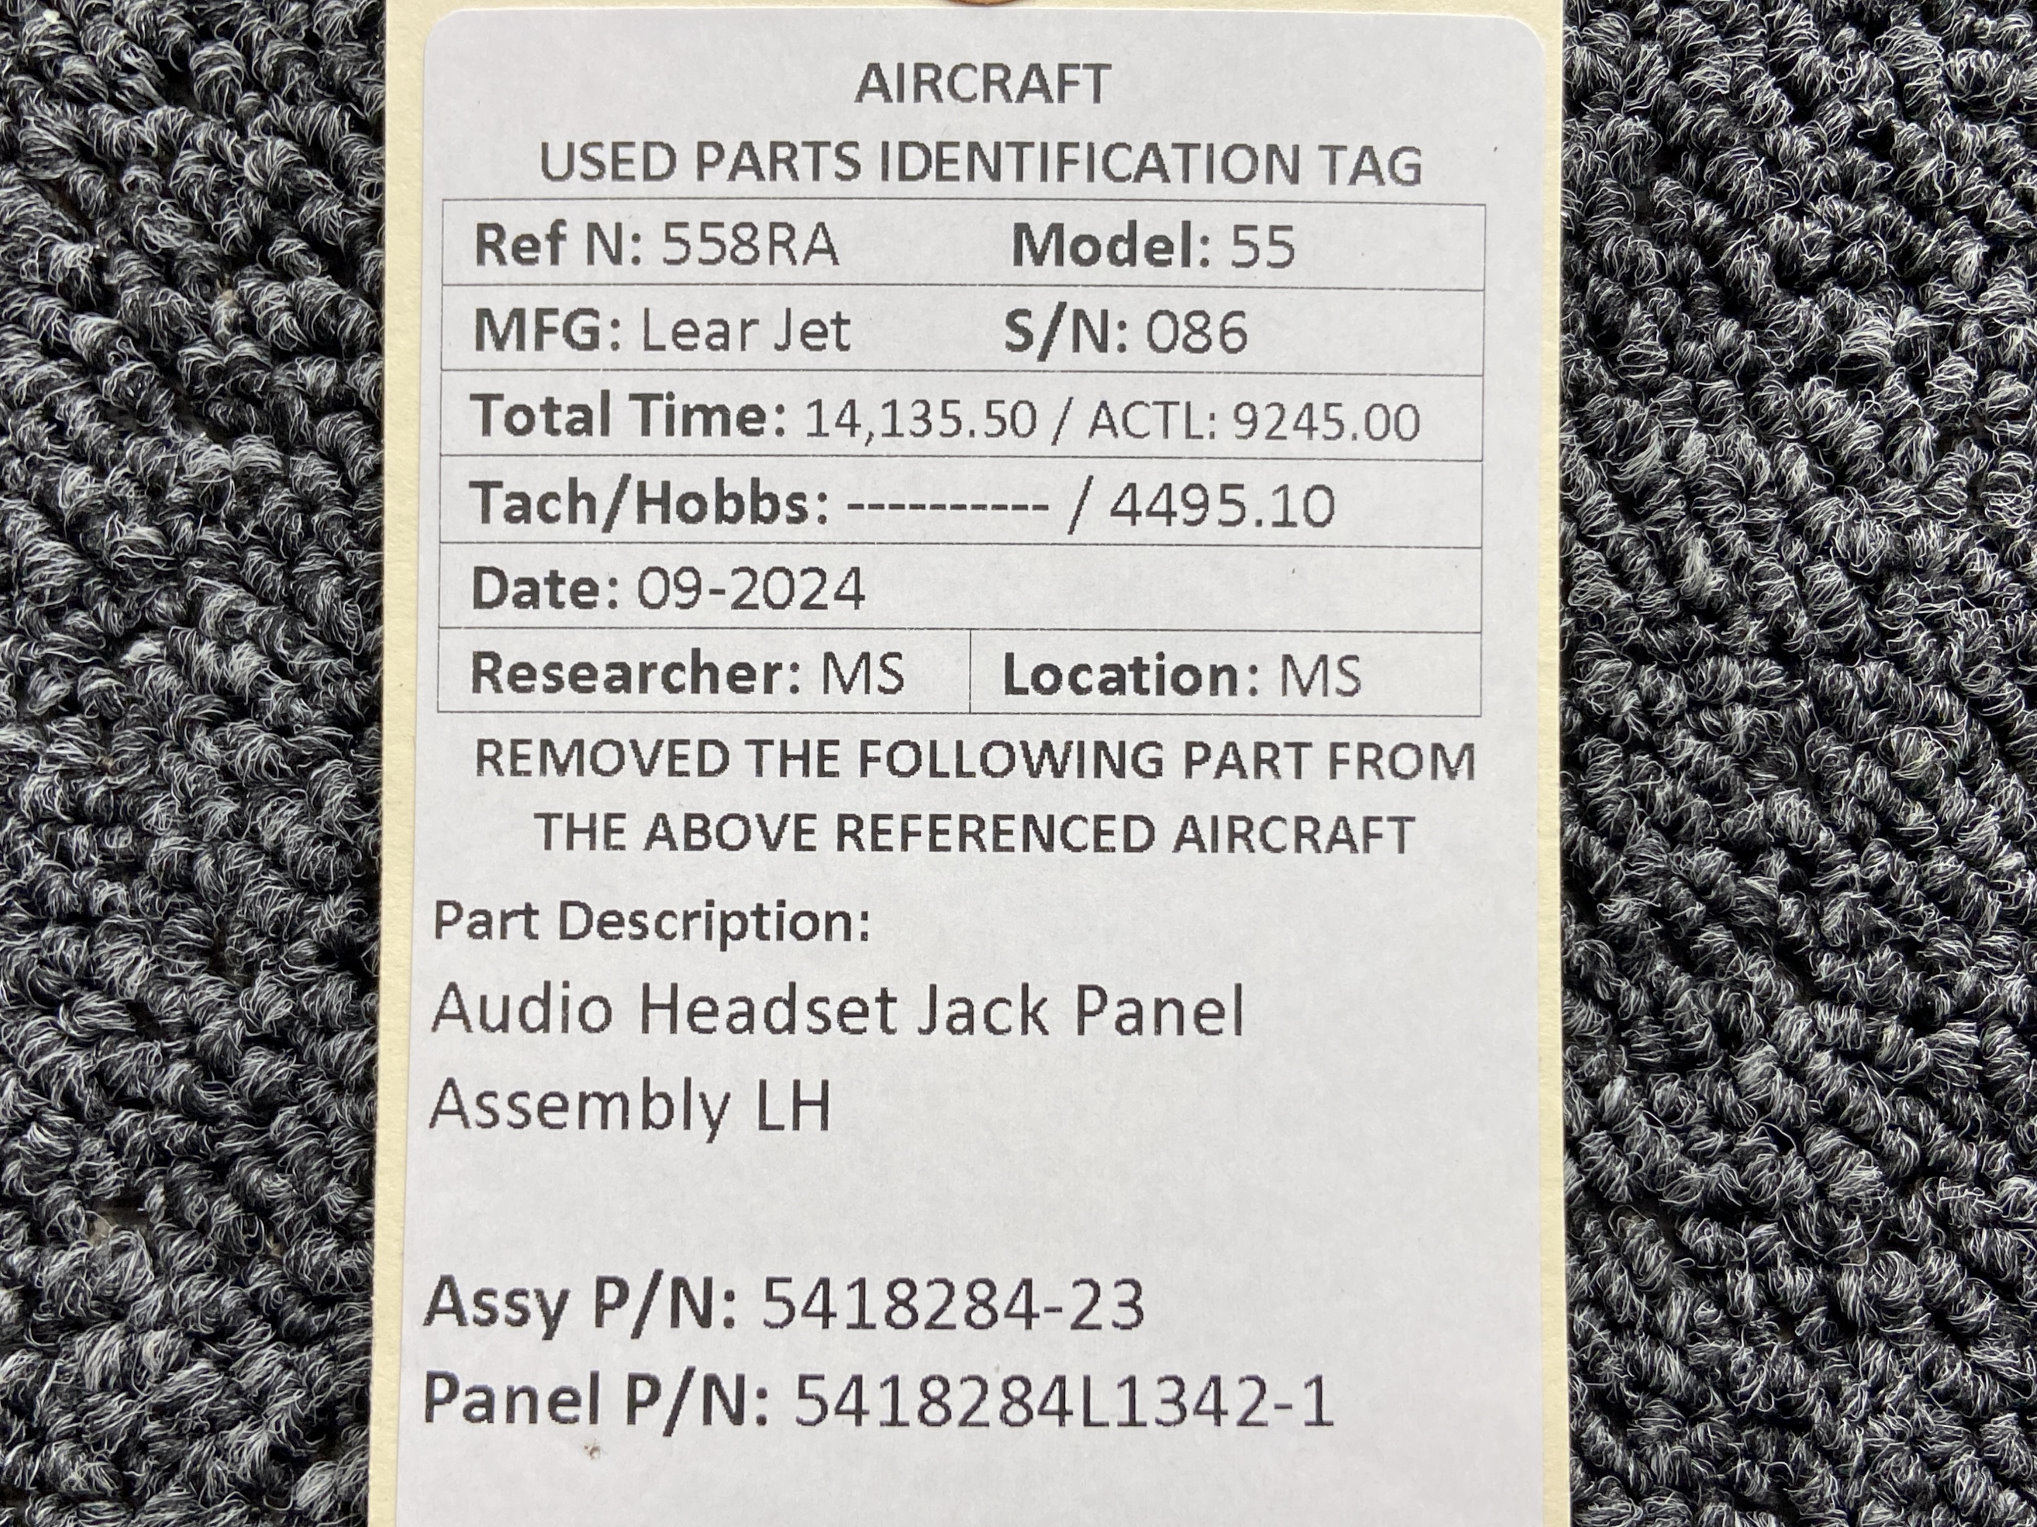 AIRCRAFT
USED PARTS IDENTIFICATION TAG
Ref N: 558RA Model: 55
MFG: Lear Jet S/N: 086
Total Time: 14,135.50 / ACTL: 9245.00
Tach/Hobbs: ---------- / 4495.10
Date: 09-2024
Researcher: MS Location: MS
REMOVED THE FOLLOWING PART FROM
THE ABOVE REFERENCED AIRCRAFT
Part Description:
Audio Headset Jack Panel
Assembly LH
Assy P/N: 5418284-23
Panel P/N: 5418284L1342-1